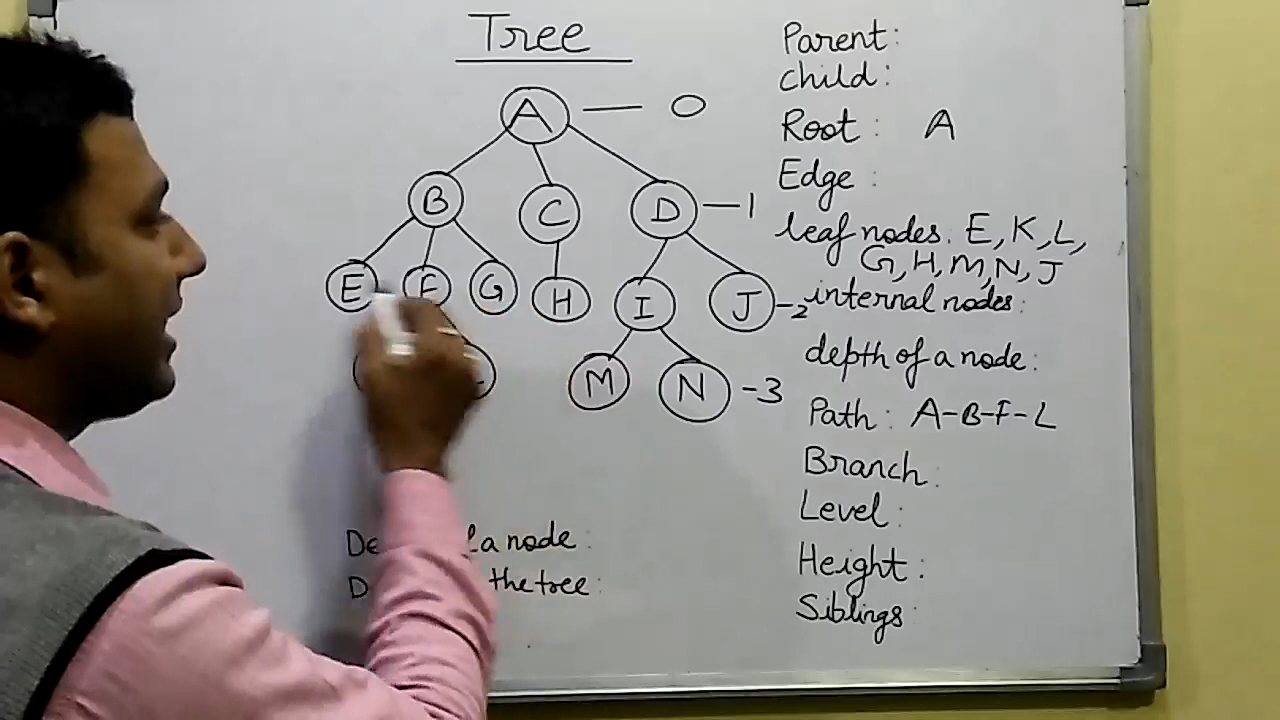 Tree
A — 0
B C D — 1
E F G H I J - 2
M N - 3
Parent:
child:
Root: A
Edge:
leaf nodes. E, K, L,
G, H, M, N, J
internal nodes:
depth of a node:
Path: A-B-F-L
Branch:
Level:
Height:
Siblings:
a node:
the tree: